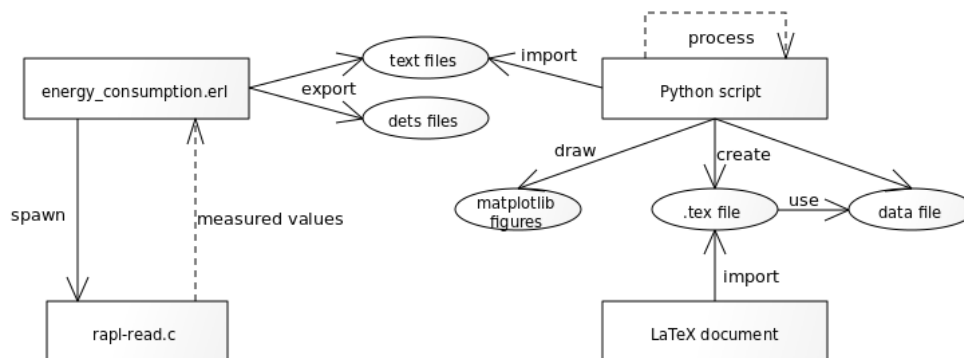 process
text files
import
energy_consumption.erl
export
Python script
dets files
draw
create
matplotlib
figures
.tex file
use
data file
spawn
measured values
import
rapl-read.c
LaTeX document